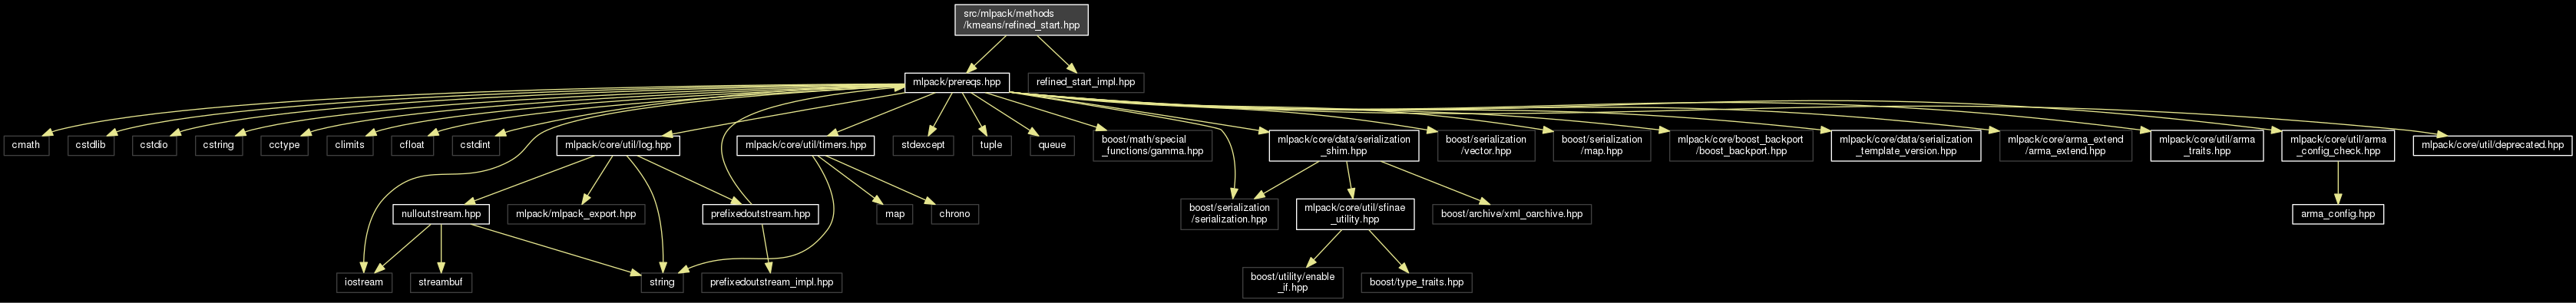 src/mlpack/methods
/kmeans/refined_start.hpp
mlpack/prereqs.hpp
refined_start_impl.hpp
cmath
cstdlib
cstdio
cstring
cctype
climits
cfloat
cstdint
mlpack/core/util/log.hpp
mlpack/core/util/timers.hpp
stdexcept
tuple
queue
boost/math/special
_functions/gamma.hpp
mlpack/core/data/serialization
_shim.hpp
boost/serialization
/vector.hpp
boost/serialization
/map.hpp
mlpack/core/boost_backport
/boost_backport.hpp
mlpack/core/data/serialization
_template_version.hpp
mlpack/core/arma_extend
/arma_extend.hpp
mlpack/core/util/arma
_traits.hpp
mlpack/core/util/arma
_config_check.hpp
mlpack/core/util/deprecated.hpp
nulloutstream.hpp
mlpack/mlpack_export.hpp
prefixedoutstream.hpp
map
chrono
boost/serialization
/serialization.hpp
mlpack/core/util/sfinae
_utility.hpp
boost/archive/xml_oarchive.hpp
arma_config.hpp
iostream
streambuf
string
prefixedoutstream_impl.hpp
boost/utility/enable
_if.hpp
boost/type_traits.hpp